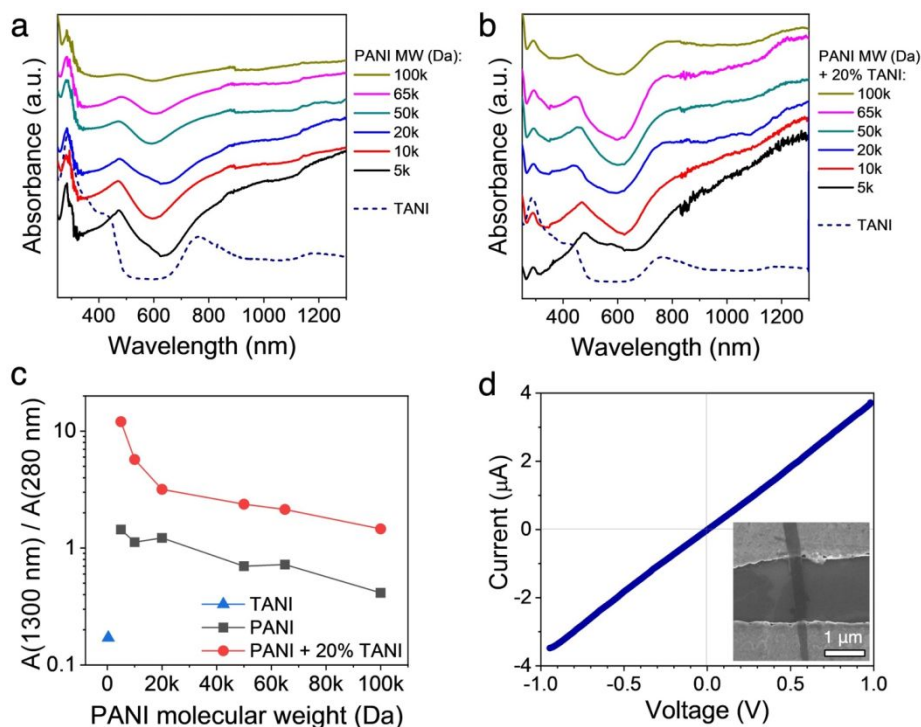 a
Absorbance (a.u.)
PANI MW (Da):
100k
65k
50k
20k
10k
5k
TANI
400 600 800 1000 1200
Wavelength (nm)
b
Absorbance (a.u.)
PANI MW (Da)
+ 20% TANI:
100k
65k
50k
20k
10k
5k
TANI
400 600 800 1000 1200
Wavelength (nm)
c
A(1300 nm) / A(280 nm)
10
1
0.1
TANI
PANI
PANI + 20% TANI
0 20k 40k 60k 80k 100k
PANI molecular weight (Da)
d
Current (µA)
4
2
0
-2
-4
1 µm
-1.0 -0.5 0.0 0.5 1.0
Voltage (V)